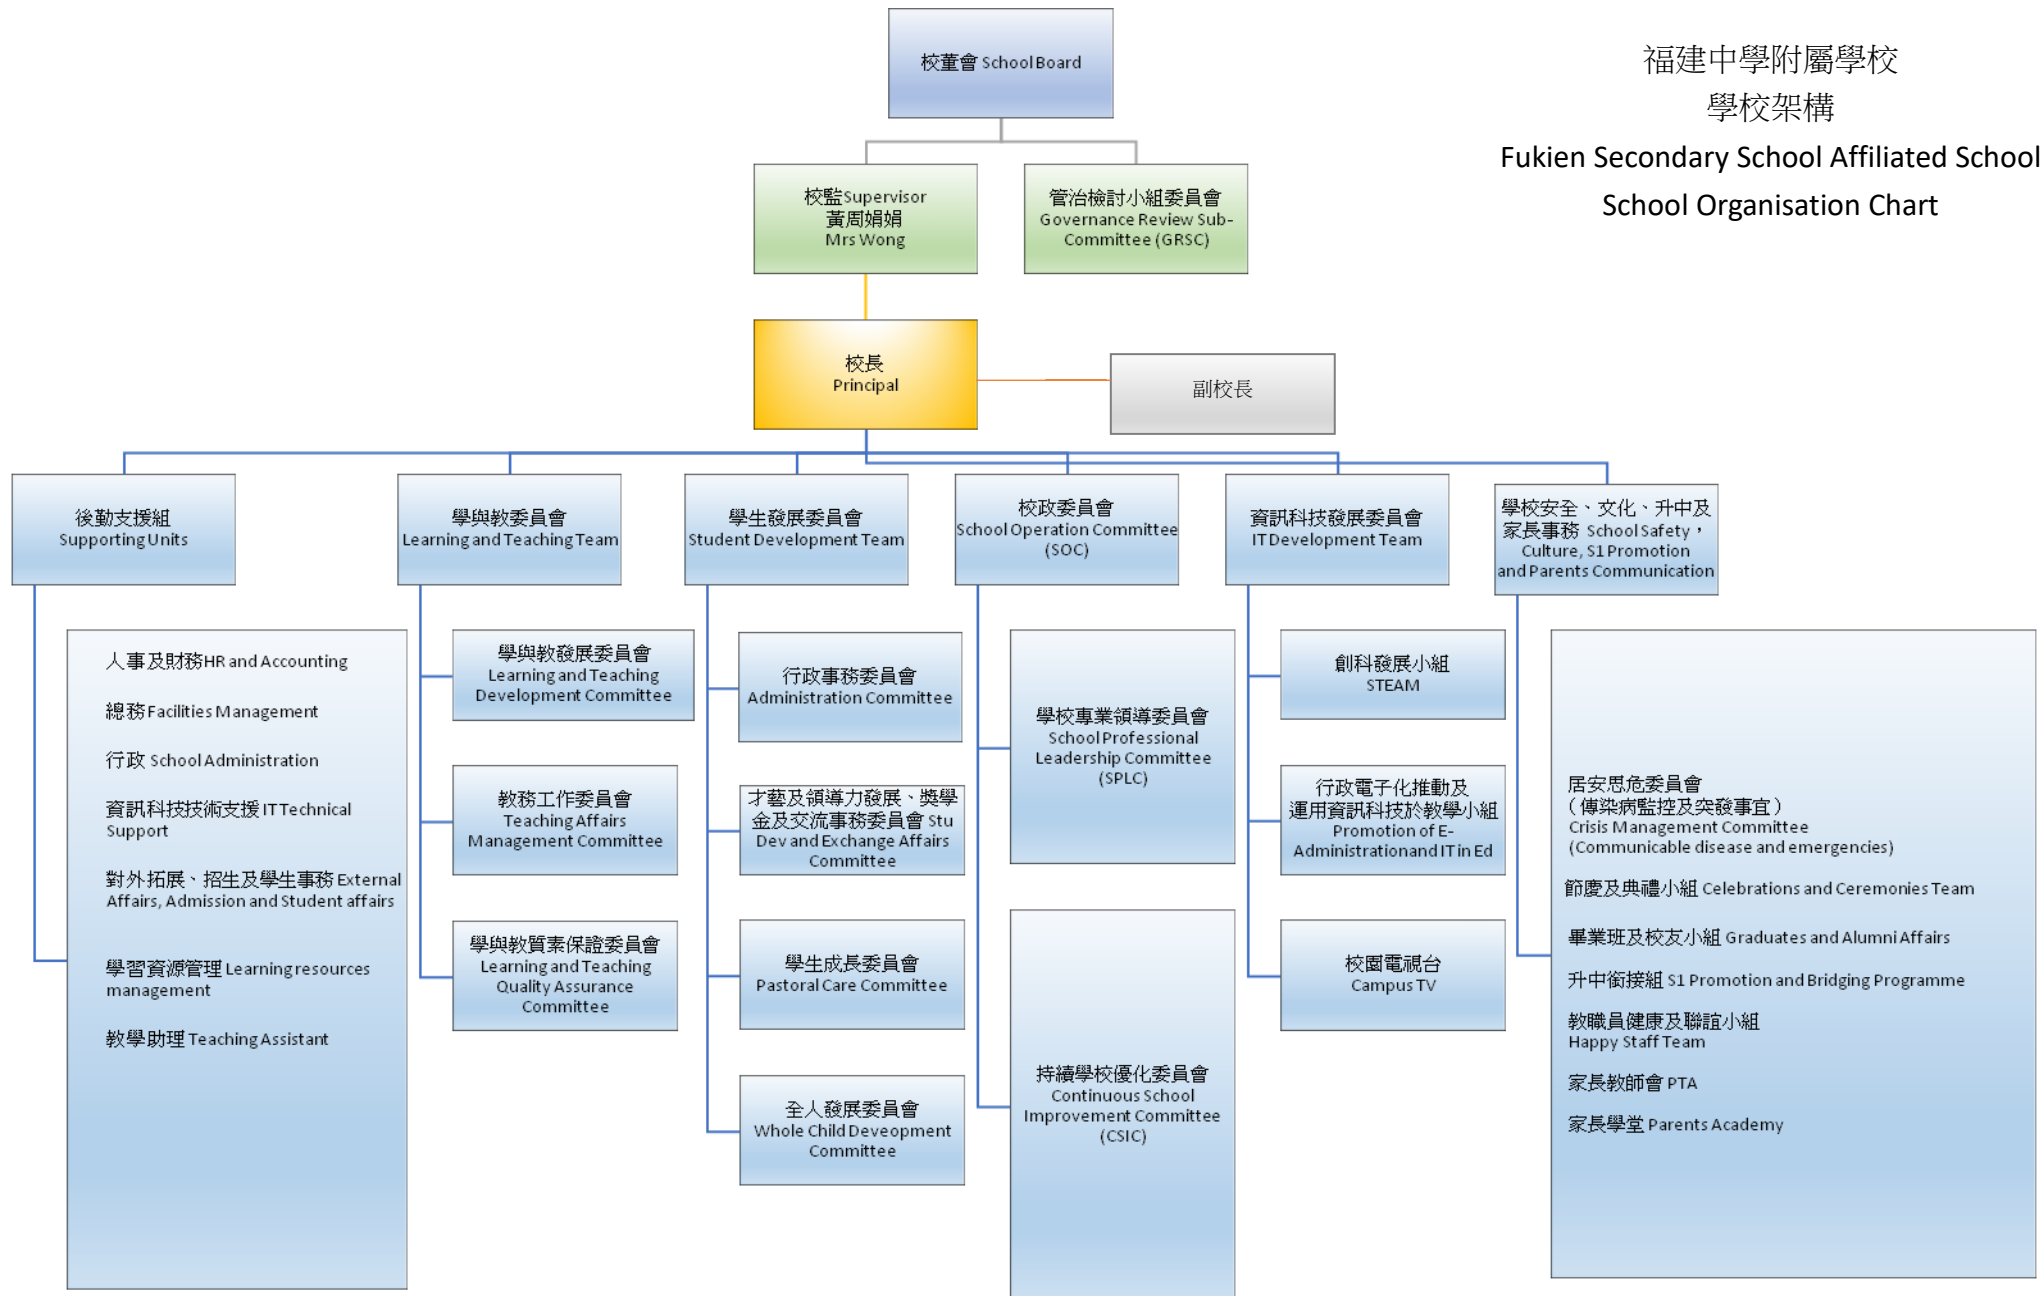 校董會 School Board
福建中學附屬學校
學校架構
Fukien Secondary School Affiliated School
School Organisation Chart
校監Supervisor
黃周娟娟
Mrs Wong
管治檢討小組委員會
Governance Review Sub-
Committee (GRSC)
校長
Principal
副校長
後勤支援組
Supporting Units
學與教委員會
Learning and Teaching Team
學生發展委員會
Student Development Team
校政委員會
School Operation Committee
(SOC)
資訊科技發展委員會
IT Development Team
學校安全、文化、升中及
家長事務 School Safety，
Culture, S1 Promotion
and Parents Communication
人事及財務HR and Accounting
總務 Facilities Management
行政 School Administration
資訊科技技術支援 IT Technical
Support
對外拓展、招生及學生事務 External
Affairs, Admission and Student affairs
學習資源管理 Learning resources
management
教學助理 Teaching Assistant
學與教發展委員會
Learning and Teaching
Development Committee
教務工作委員會
Teaching Affairs
Management Committee
學與教質素保證委員會
Learning and Teaching
Quality Assurance
Committee
行政事務委員會
Administration Committee
才藝及領導力發展、獎學
金及交流事務委員會 Stu
Dev and Exchange Affairs
Committee
學生成長委員會
Pastoral Care Committee
全人發展委員會
Whole Child Deveopment
Committee
學校專業領導委員會
School Professional
Leadership Committee
(SPLC)
持續學校優化委員會
Continuous School
Improvement Committee
(CSIC)
創科發展小組
STEAM
行政電子化推動及
運用資訊科技於教學小組
Promotion of E-
Administrationand IT in Ed
校園電視台
Campus TV
居安思危委員會
（傳染病監控及突發事宜）
Crisis Management Committee
(Communicable disease and emergencies)
節慶及典禮小組 Celebrations and Ceremonies Team
畢業班及校友小組 Graduates and Alumni Affairs
升中銜接組 S1 Promotion and Bridging Programme
教職員健康及聯誼小組
Happy Staff Team
家長教師會 PTA
家長學堂 Parents Academy